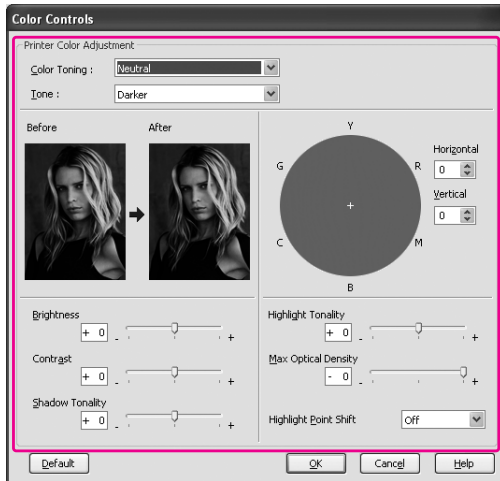 Color Controls
Printer Color Adjustment
Color Toning : Neutral
Tone : Darker
Before After
Y
G R
C M
B
Horizontal
0
Vertical
0
Brightness
+ 0 - +
Contrast
+ 0 - +
Shadow Tonality
+ 0 - +
Highlight Tonality
+ 0 - +
Max Optical Density
- 0 - +
Highlight Point Shift Off
Default OK Cancel Help